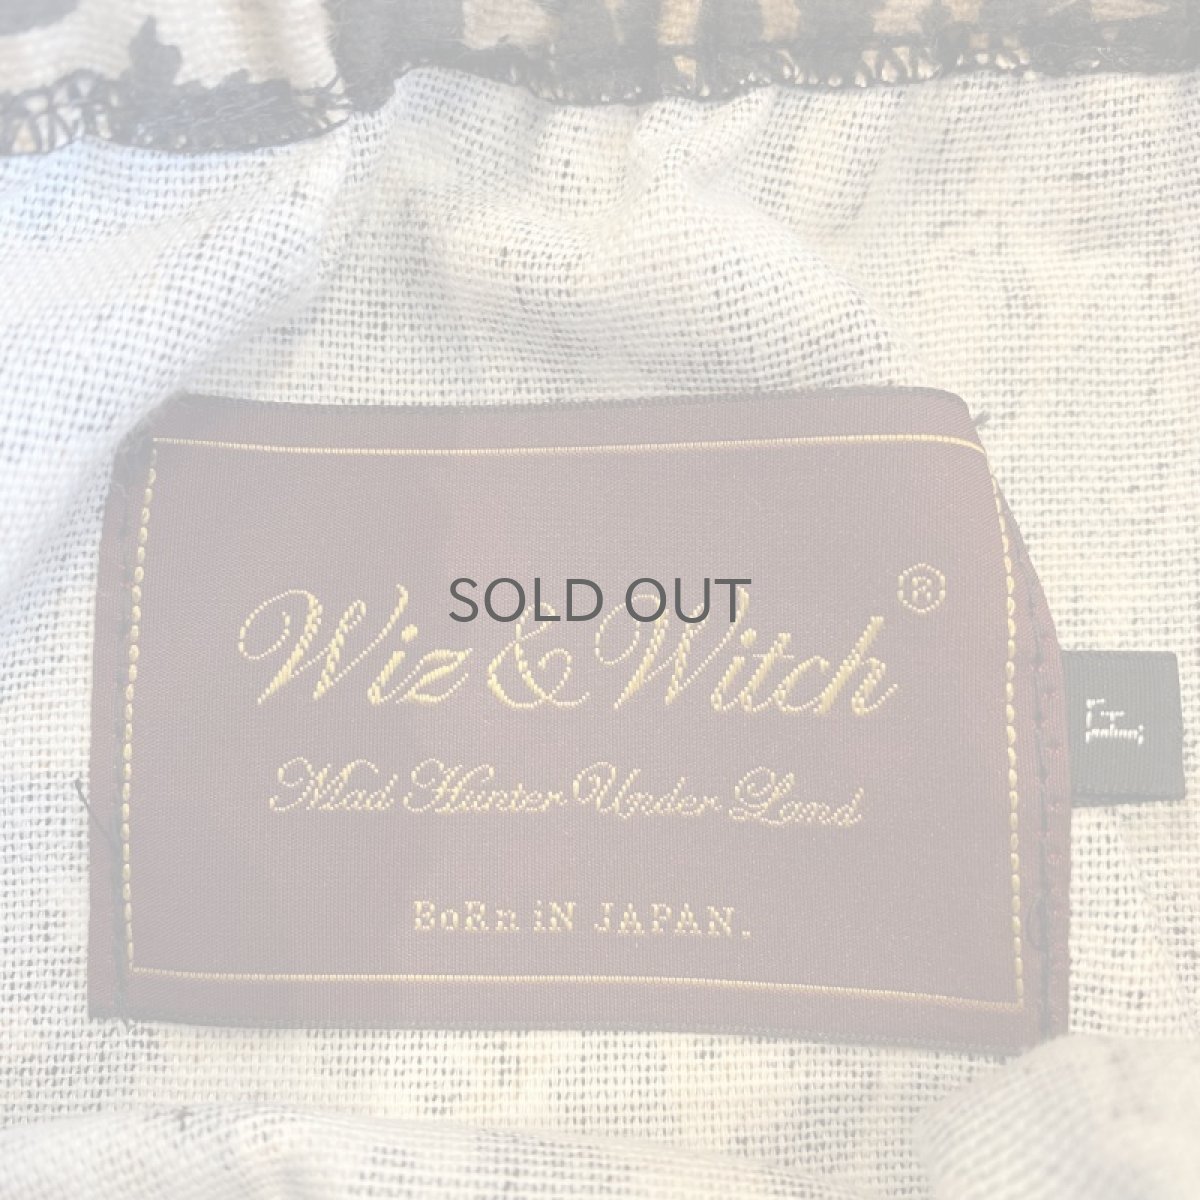 SOLD OUT
Wiz & Witch ®
Mad Hunter Under Land
BoRn iN JAPAN.
F